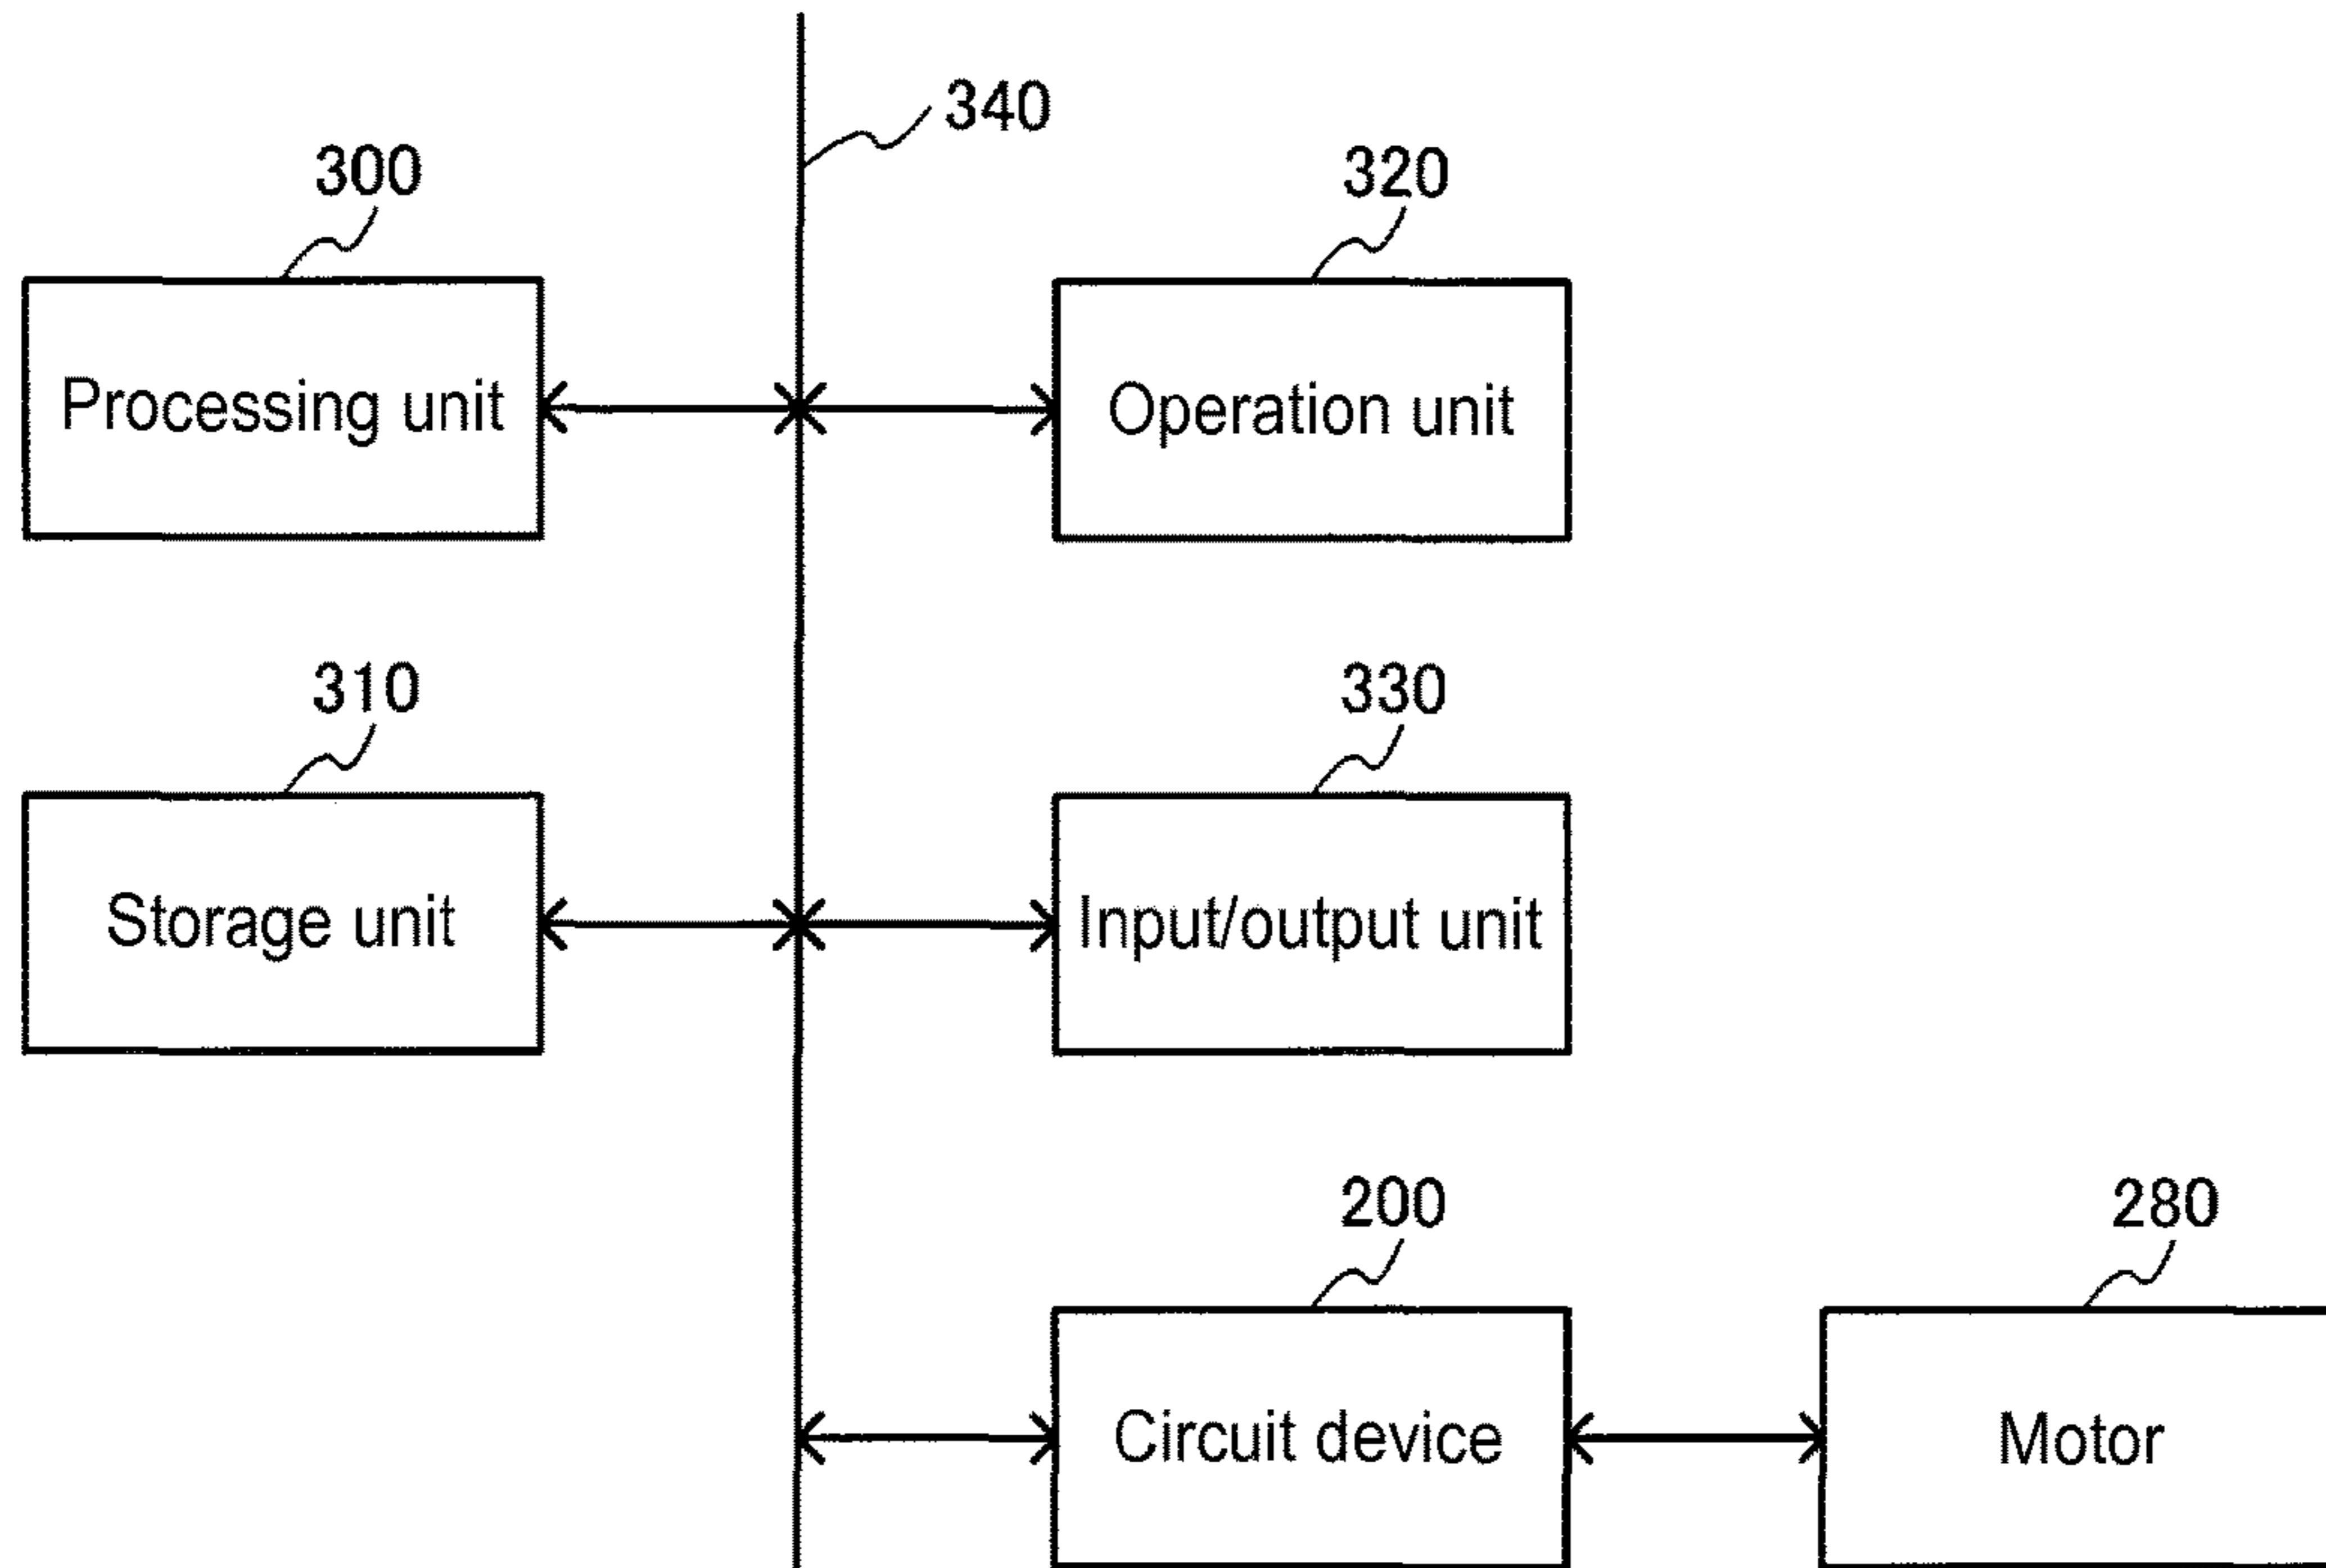 340
300
320
Processing unit
Operation unit
310
330
Storage unit
Input/output unit
200
280
Circuit device
Motor